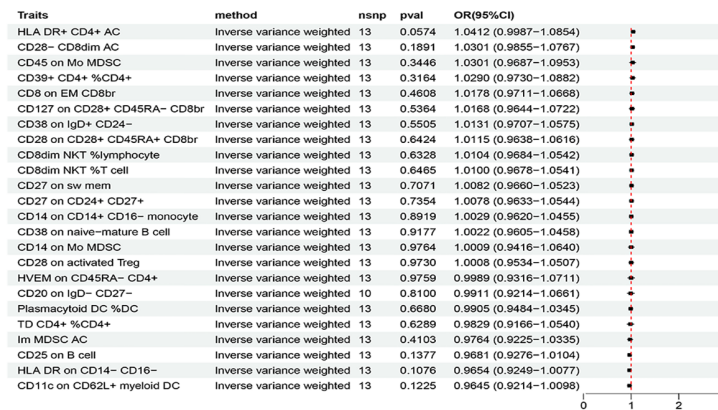 Traits method nsnp pval OR(95%CI)
HLA DR+ CD4+ AC Inverse variance weighted 13 0.0574 1.0412 (0.9987−1.0854)
CD28− CD8dim AC Inverse variance weighted 13 0.1891 1.0301 (0.9855−1.0767)
CD45 on Mo MDSC Inverse variance weighted 13 0.3446 1.0301 (0.9687−1.0953)
CD39+ CD4+ %CD4+ Inverse variance weighted 13 0.3164 1.0290 (0.9730−1.0882)
CD8 on EM CD8br Inverse variance weighted 13 0.4608 1.0178 (0.9711−1.0668)
CD127 on CD28+ CD45RA− CD8br Inverse variance weighted 13 0.5364 1.0168 (0.9644−1.0722)
CD38 on IgD+ CD24− Inverse variance weighted 13 0.5505 1.0131 (0.9707−1.0575)
CD28 on CD28+ CD45RA+ CD8br Inverse variance weighted 13 0.6424 1.0115 (0.9638−1.0616)
CD8dim NKT %lymphocyte Inverse variance weighted 13 0.6328 1.0104 (0.9684−1.0542)
CD8dim NKT %T cell Inverse variance weighted 13 0.6465 1.0100 (0.9678−1.0541)
CD27 on sw mem Inverse variance weighted 13 0.7071 1.0082 (0.9660−1.0523)
CD27 on CD24+ CD27+ Inverse variance weighted 13 0.7354 1.0078 (0.9633−1.0544)
CD14 on CD14+ CD16− monocyte Inverse variance weighted 13 0.8919 1.0029 (0.9620−1.0455)
CD38 on naive−mature B cell Inverse variance weighted 13 0.9177 1.0022 (0.9605−1.0458)
CD14 on Mo MDSC Inverse variance weighted 13 0.9764 1.0009 (0.9416−1.0640)
CD28 on activated Treg Inverse variance weighted 13 0.9730 1.0008 (0.9534−1.0507)
HVEM on CD45RA− CD4+ Inverse variance weighted 13 0.9759 0.9989 (0.9316−1.0711)
CD20 on IgD− CD27− Inverse variance weighted 10 0.8100 0.9911 (0.9214−1.0661)
Plasmacytoid DC %DC Inverse variance weighted 13 0.6680 0.9905 (0.9484−1.0345)
TD CD4+ %CD4+ Inverse variance weighted 13 0.6289 0.9829 (0.9166−1.0540)
Im MDSC AC Inverse variance weighted 13 0.4103 0.9764 (0.9225−1.0335)
CD25 on B cell Inverse variance weighted 13 0.1377 0.9681 (0.9276−1.0104)
HLA DR on CD14− CD16− Inverse variance weighted 13 0.1076 0.9654 (0.9249−1.0077)
CD11c on CD62L+ myeloid DC Inverse variance weighted 13 0.1225 0.9645 (0.9214−1.0098)
0 1 2